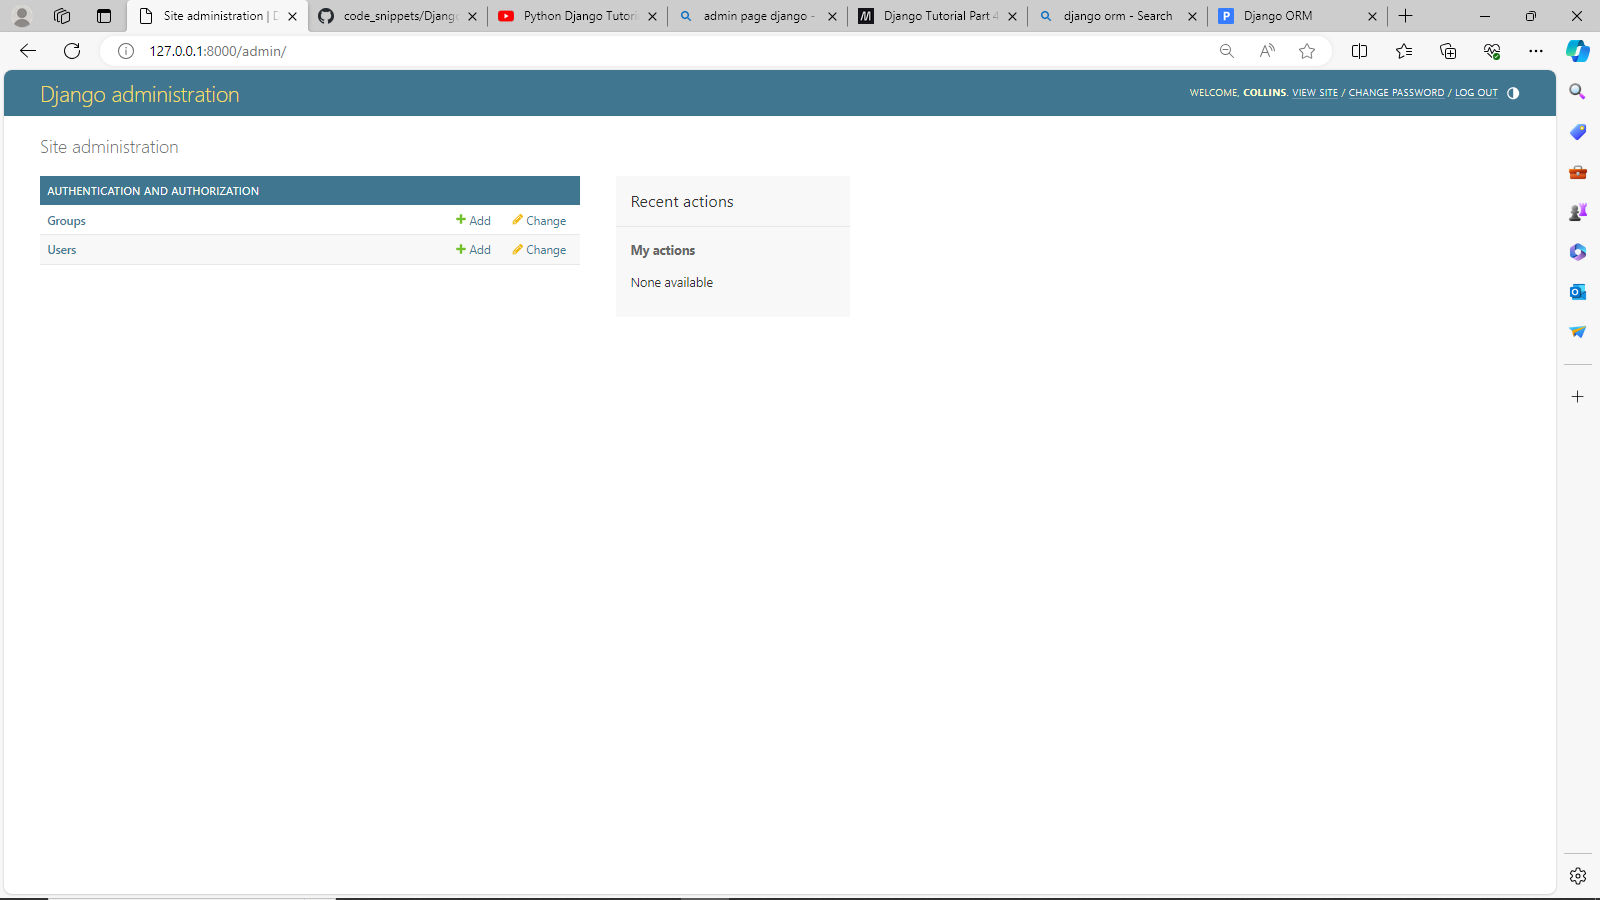 Site administration | D
code_snippets/Django
Python Django Tutori
admin page django -
Django Tutorial Part 4
django orm - Search
Django ORM
127.0.0.1:8000/admin/
Django administration
WELCOME, COLLINS. VIEW SITE / CHANGE PASSWORD / LOG OUT
Site administration
AUTHENTICATION AND AUTHORIZATION
Groups Add Change
Users Add Change
Recent actions
My actions
None available